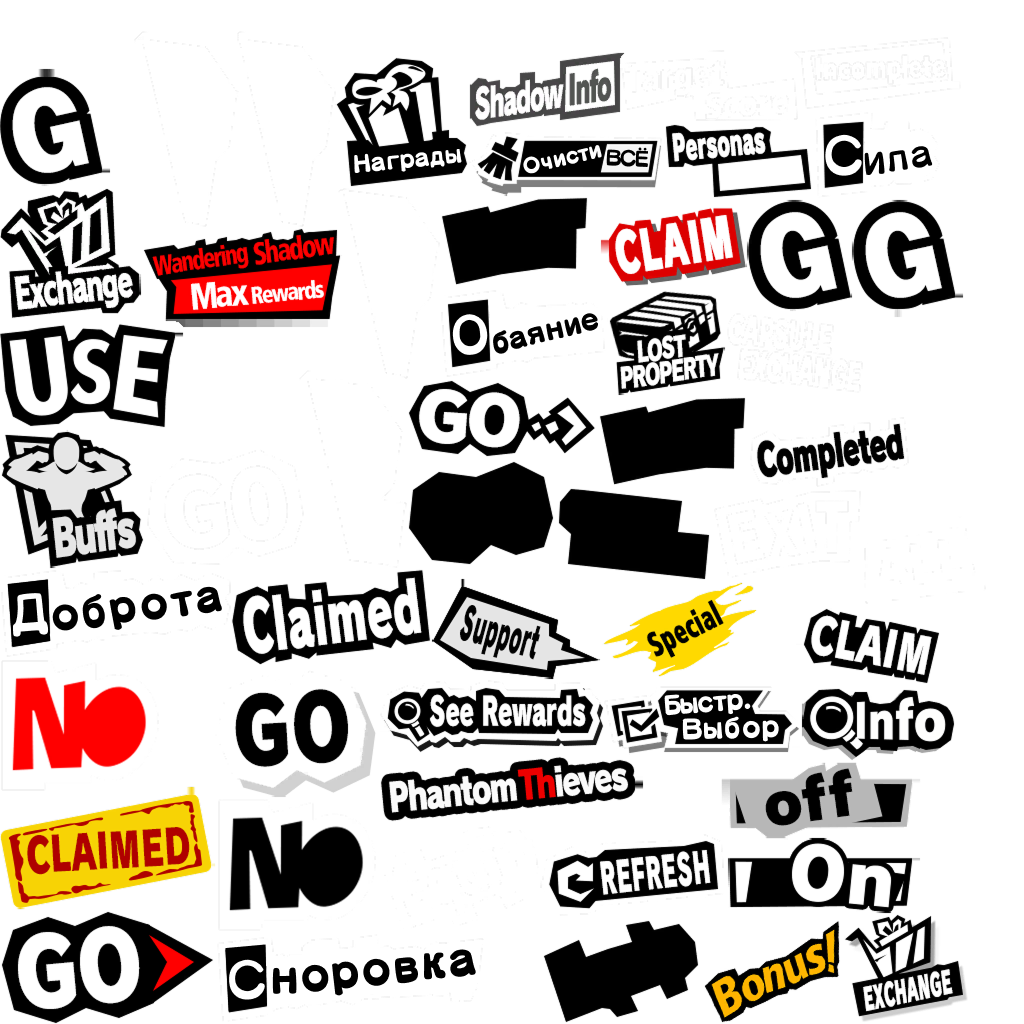 G
Награды
Shadow Info
Очисти ВСЁ
Personas
Сила
Exchange
Wandering Shadow
Max Rewards
CLAIM
G
G
Обаяние
LOST
PROPERTY
USE
GO
Completed
Buffs
Доброта
Claimed
Support
Special
CLAIM
No
GO
See Rewards
Быстр.
Выбор
Info
Phantom Thieves
off
CLAIMED
No
REFRESH
On
GO
Сноровка
Bonus!
EXCHANGE